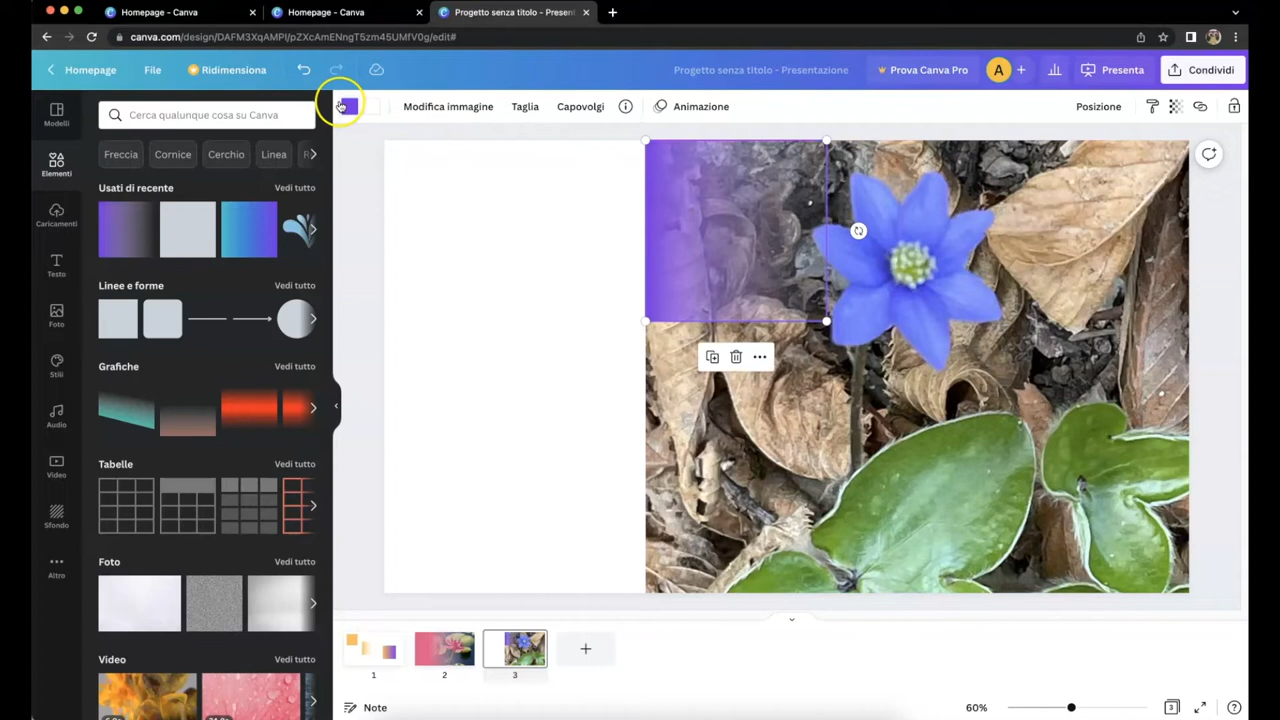 Homepage - Canva
Homepage - Canva
Progetto senza titolo - Presenta
canva.com/design/DAFM3XqAMPI/pZXcAmENngT5zm45UMfV0g/edit#
Homepage
File
Ridimensiona
Progetto senza titolo - Presentazione
Prova Canva Pro
A
Presenta
Condividi
Modifica immagine
Taglia
Capovolgi
Animazione
Posizione
Modelli
Elementi
Caricamenti
Testo
Foto
Stili
Audio
Video
Sfondo
Altro
Cerca qualunque cosa su Canva
Freccia
Cornice
Cerchio
Linea
Usati di recente
Vedi tutto
Linee e forme
Vedi tutto
Grafiche
Vedi tutto
Tabelle
Vedi tutto
Foto
Vedi tutto
Video
Vedi tutto
1
2
3
Note
60%
3